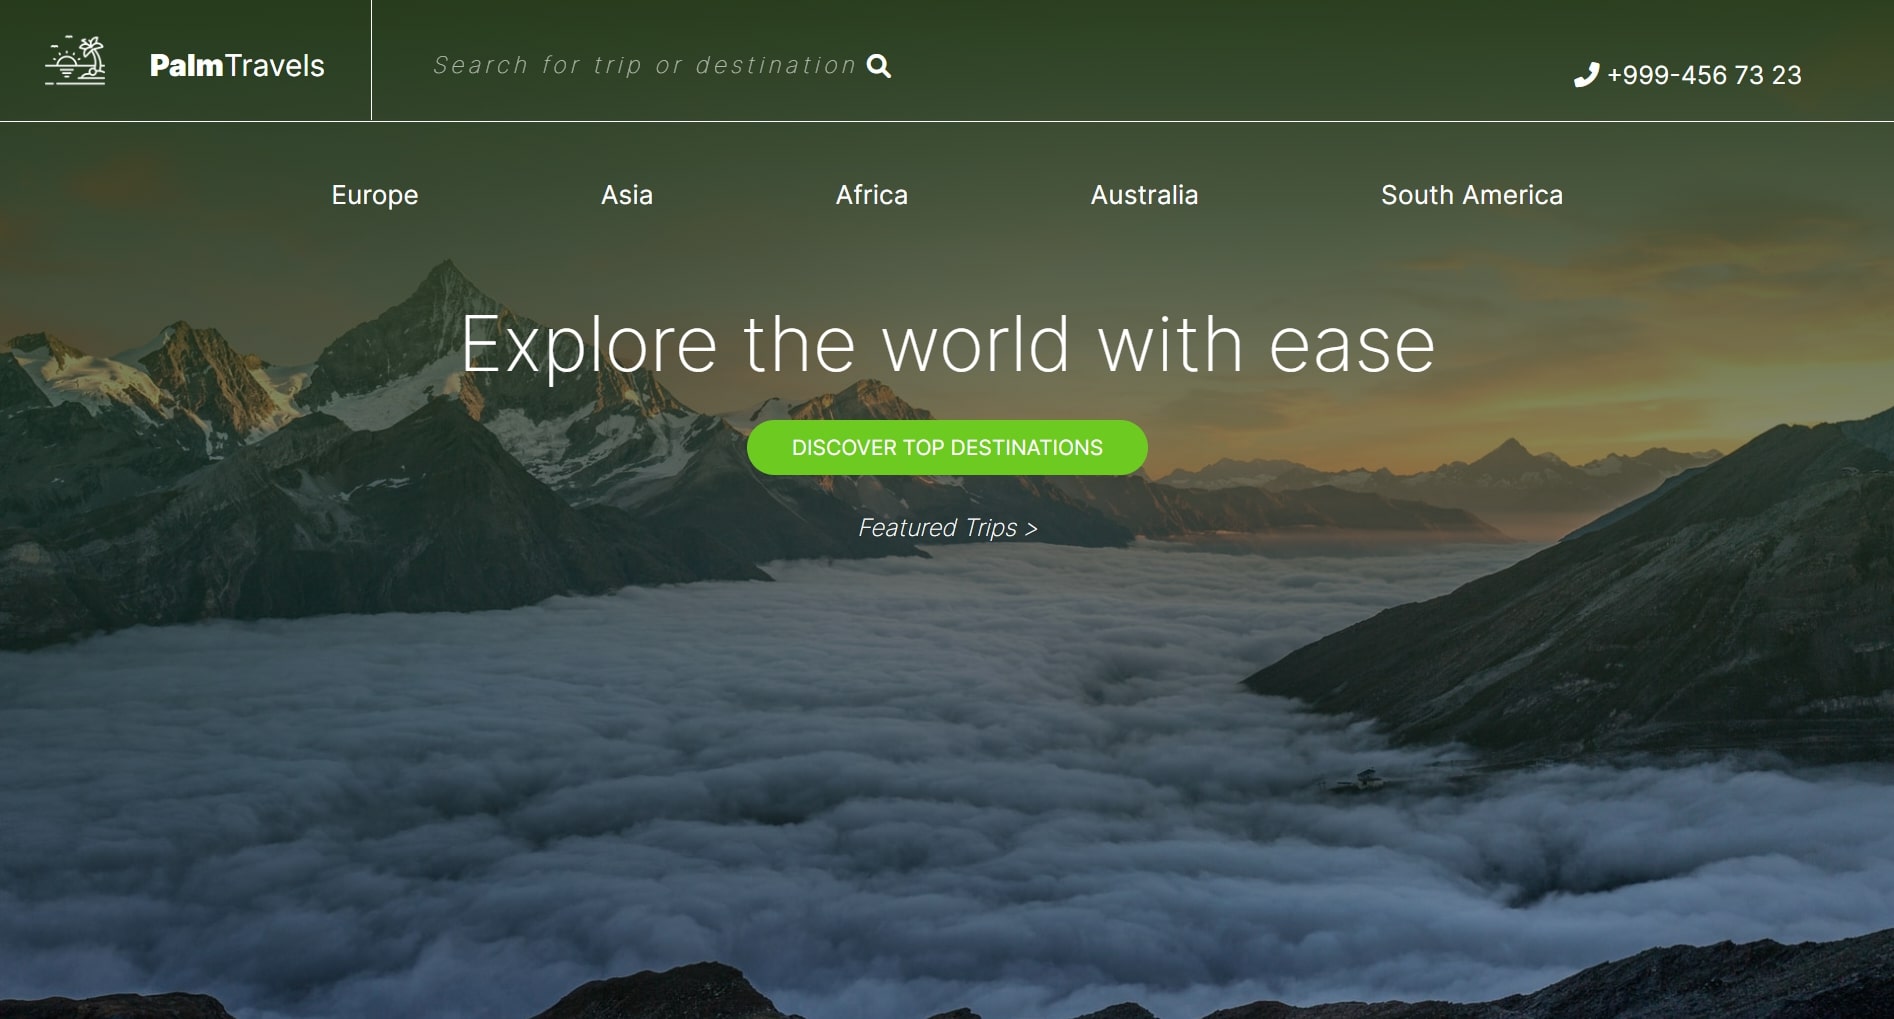 PalmTravels
Search for trip or destination
+999-456 73 23
Europe Asia Africa Australia South America
Explore the world with ease
DISCOVER TOP DESTINATIONS
Featured Trips >